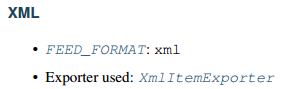 XML
• FEED_FORMAT: xml
• Exporter used: XmlItemExporter